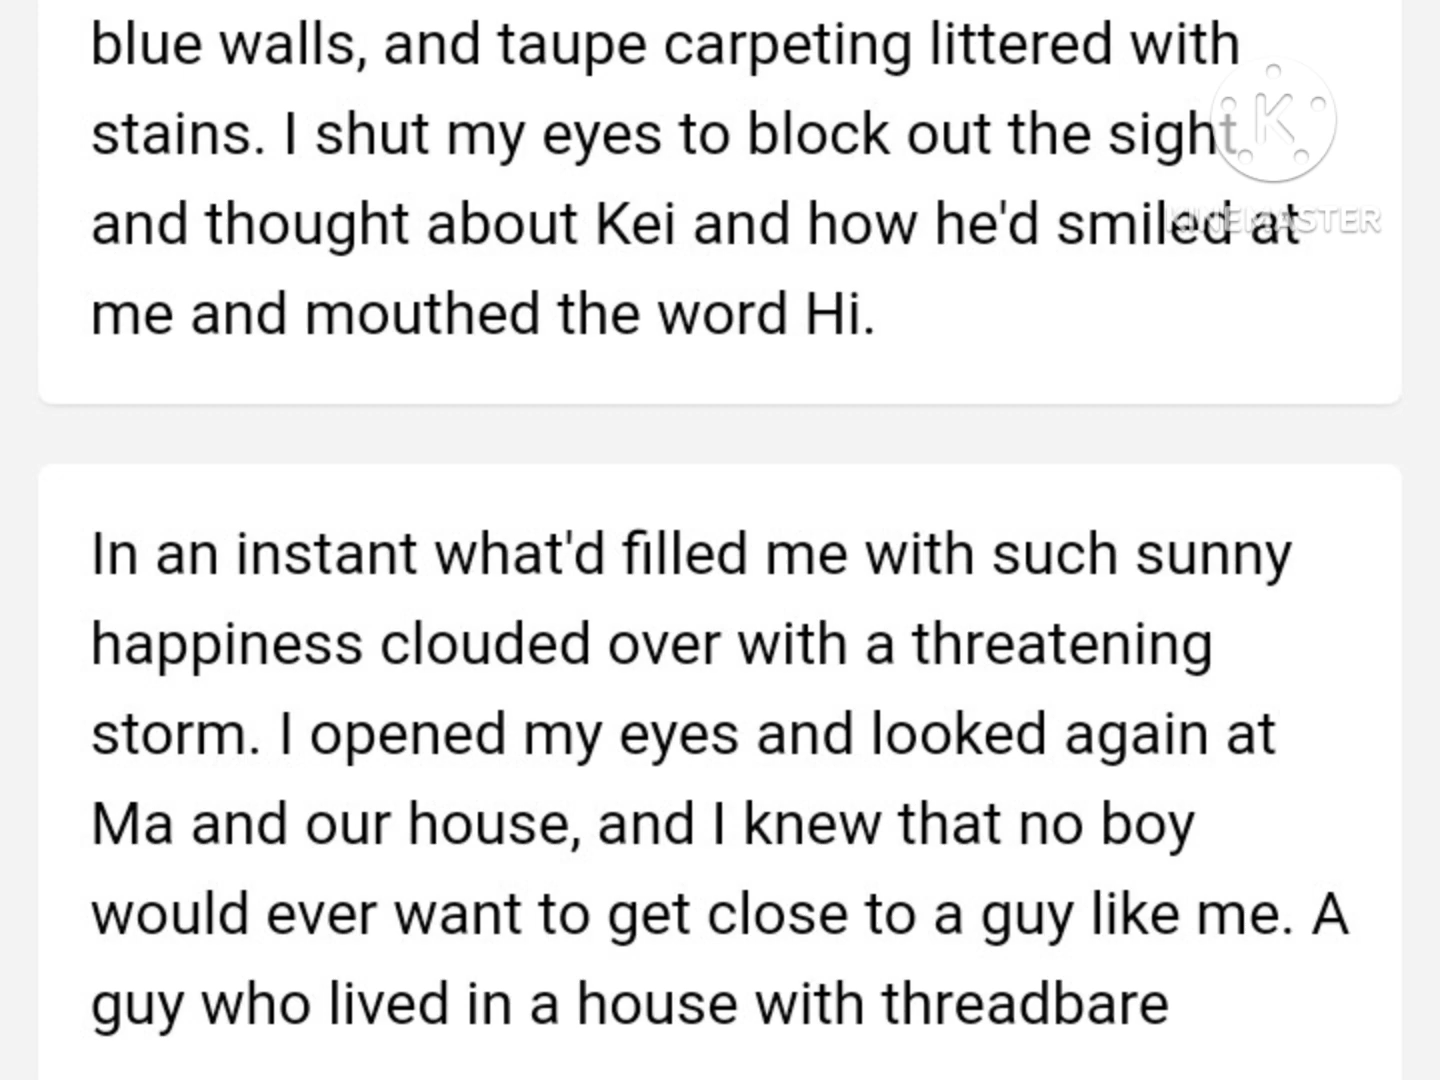 blue walls, and taupe carpeting littered with
stains. I shut my eyes to block out the sight
and thought about Kei and how he'd smiled at
me and mouthed the word Hi.
K
KINEMASTER
In an instant what'd filled me with such sunny
happiness clouded over with a threatening
storm. I opened my eyes and looked again at
Ma and our house, and I knew that no boy
would ever want to get close to a guy like me. A
guy who lived in a house with threadbare